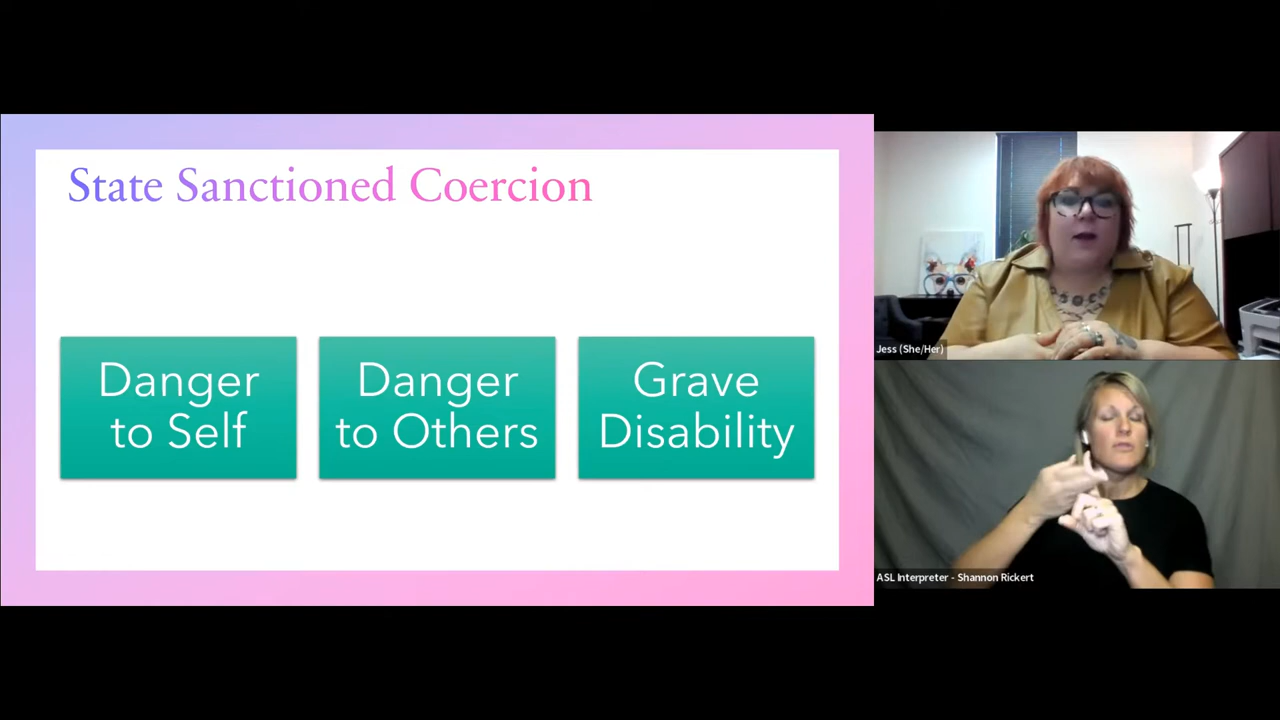 State Sanctioned Coercion
Danger
to Self
Danger
to Others
Grave
Disability
Jess (She/Her)
ASL Interpreter - Shannon Rickert